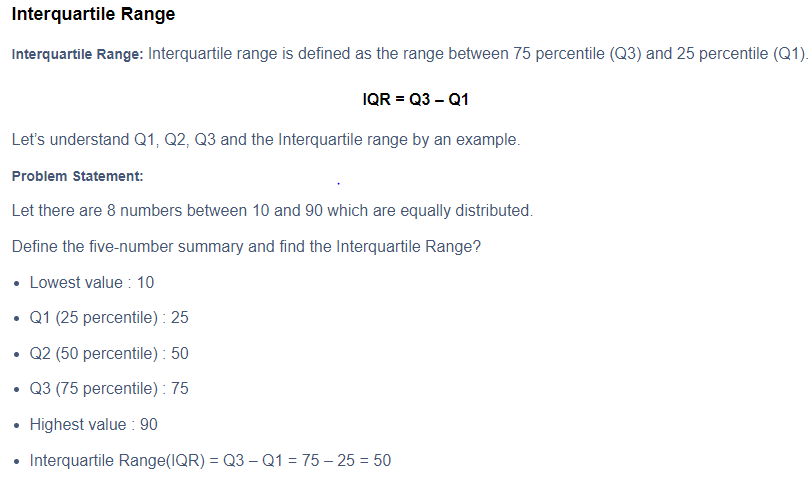 Interquartile Range
Interquartile Range: Interquartile range is defined as the range between 75 percentile (Q3) and 25 percentile (Q1).
IQR = Q3 – Q1
Let's understand Q1, Q2, Q3 and the Interquartile range by an example.
Problem Statement:
Let there are 8 numbers between 10 and 90 which are equally distributed.
Define the five-number summary and find the Interquartile Range?
• Lowest value : 10
• Q1 (25 percentile) : 25
• Q2 (50 percentile) : 50
• Q3 (75 percentile) : 75
• Highest value : 90
• Interquartile Range(IQR) = Q3 – Q1 = 75 – 25 = 50